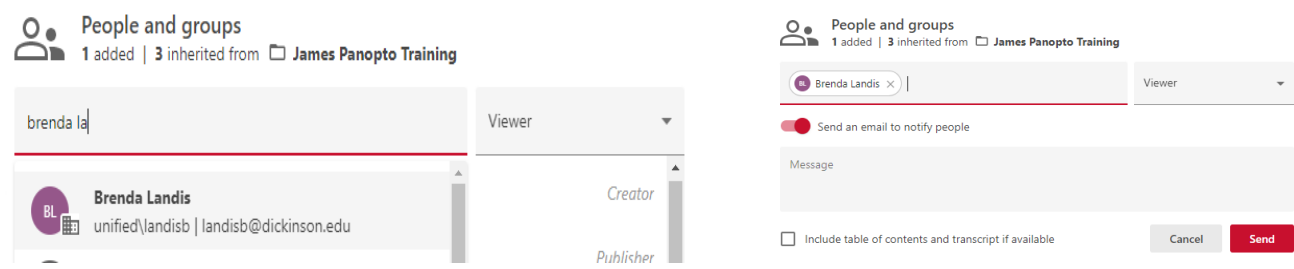 People and groups
1 added | 3 inherited from James Panopto Training
brenda la
Viewer
BL
Brenda Landis
unified\landisb | landisb@dickinson.edu
Creator
Publisher
People and groups
1 added | 3 inherited from James Panopto Training
BL Brenda Landis
Viewer
Send an email to notify people
Message
Include table of contents and transcript if available
Cancel
Send